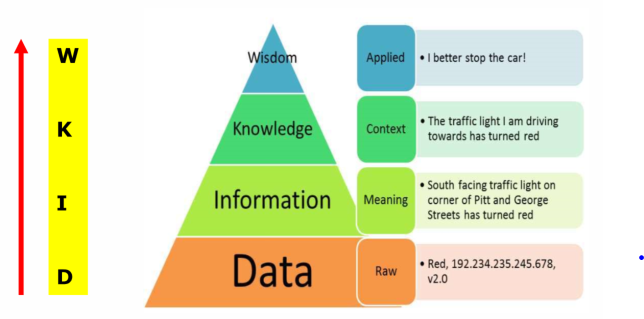 W
Wisdom
Applied
• I better stop the car!
K
Knowledge
Context
• The traffic light I am driving
towards has turned red
I
Information
Meaning
• South facing traffic light on
corner of Pitt and George
Streets has turned red
D
Data
Raw
• Red, 192.234.235.245.678,
v2.0